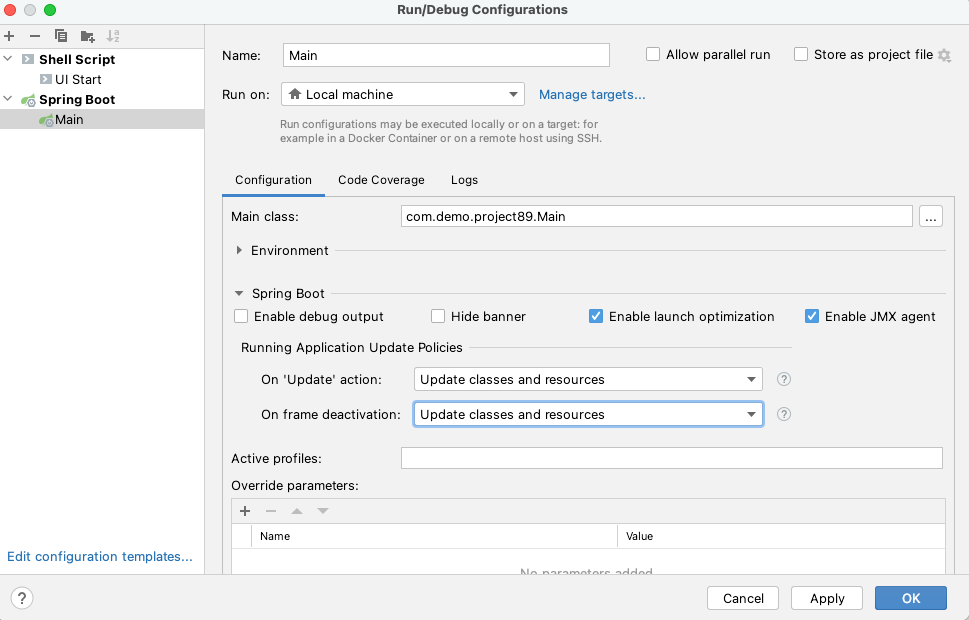 Run/Debug Configurations
Shell Script
UI Start
Spring Boot
Main
Edit configuration templates...
Name: Main
Allow parallel run
Store as project file
Run on: Local machine
Manage targets...
Run configurations may be executed locally or on a target: for
example in a Docker Container or on a remote host using SSH.
Configuration Code Coverage Logs
Main class: com.demo.project89.Main ...
Environment
Spring Boot
Enable debug output Hide banner Enable launch optimization Enable JMX agent
Running Application Update Policies
On 'Update' action: Update classes and resources ?
On frame deactivation: Update classes and resources ?
Active profiles:
Override parameters:
Name Value
No parameters added
? Cancel Apply OK